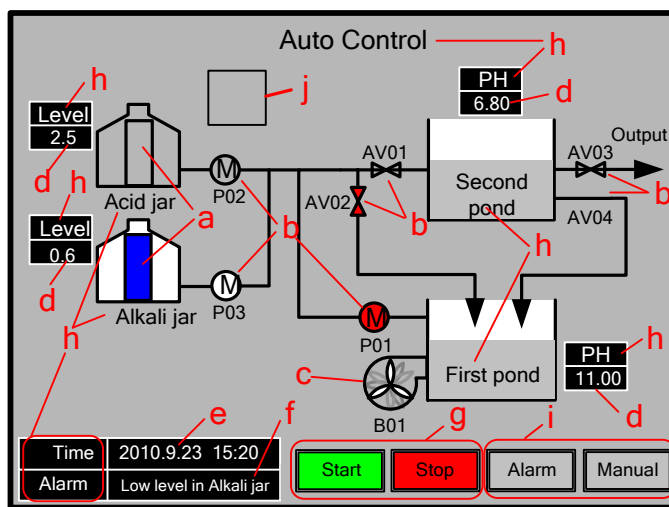 Auto Control
h
PH
6.80
d
h
j
Level
2.5
d
h
Acid jar
a
M
P02
AV01
AV02
b
b
Second
pond
AV03
Output
b
AV04
h
Level
0.6
d
h
Alkali jar
M
P03
M
P01
c
B01
First pond
PH
11.00
h
d
e
f
g
i
Time
2010.9.23 15:20
Alarm
Low level in Alkali jar
Start
Stop
Alarm
Manual